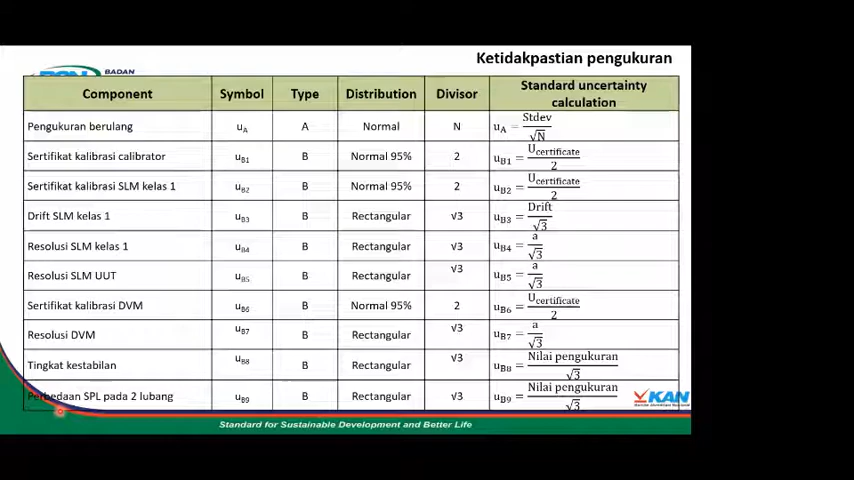 Ketidakpastian pengukuran
BADAN
Component Symbol Type Distribution Divisor Standard uncertainty calculation
Pengukuran berulang uA A Normal N uA = Stdev/√N
Sertifikat kalibrasi calibrator uB1 B Normal 95% 2 uB1 = Ucertificate/2
Sertifikat kalibrasi SLM kelas 1 uB2 B Normal 95% 2 uB2 = Ucertificate/2
Drift SLM kelas 1 uB3 B Rectangular √3 uB3 = Drift/√3
Resolusi SLM kelas 1 uB4 B Rectangular √3 uB4 = a/√3
Resolusi SLM UUT uB5 B Rectangular √3 uB5 = a/√3
Sertifikat kalibrasi DVM uB6 B Normal 95% 2 uB6 = Ucertificate/2
Resolusi DVM uB7 B Rectangular √3 uB7 = a/√3
Tingkat kestabilan uB8 B Rectangular √3 uB8 = Nilai pengukuran/√3
Perbedaan SPL pada 2 lubang uB9 B Rectangular √3 uB9 = Nilai pengukuran/√3
KAN
Standard for Sustainable Development and Better Life